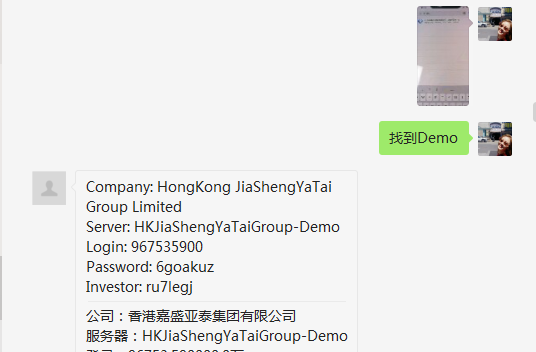 找到Demo
Company: HongKong JiaShengYaTai
Group Limited
Server: HKJiaShengYaTaiGroup-Demo
Login: 967535900
Password: 6goakuz
Investor: ru7legj
公司：香港嘉盛亚泰集团有限公司
服务器：HKJiaShengYaTaiGroup-Demo